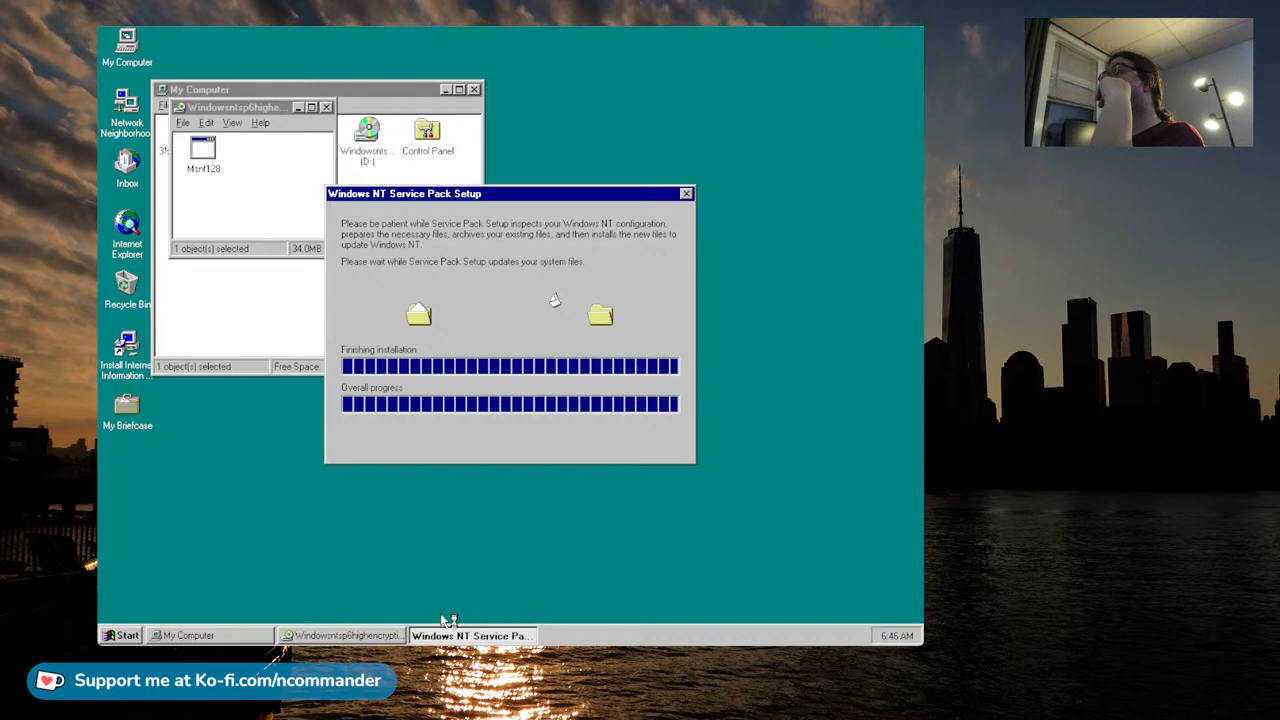 My Computer
Network
Neighborhoo
Inbox
Internet
Explorer
Recycle Bin
Install Interne
Information ...
My Briefcase
My Computer
Windowsntsp6highe...
File Edit View Help
Msnt128
1 object(s) selected
34.0MB
Windowsnts...
(D:)
Control Panel
1 object(s) selected
Free Space:
Windows NT Service Pack Setup
Please be patient while Service Pack Setup inspects your Windows NT configuration,
prepares the necessary files, archives your existing files, and then installs the new files to
update Windows NT.
Please wait while Service Pack Setup updates your system files.
Finishing installation
Overall progress
Start
My Computer
Windowsntsp6highencrypti...
Windows NT Service Pa...
6:46 AM
Support me at Ko-fi.com/ncommander